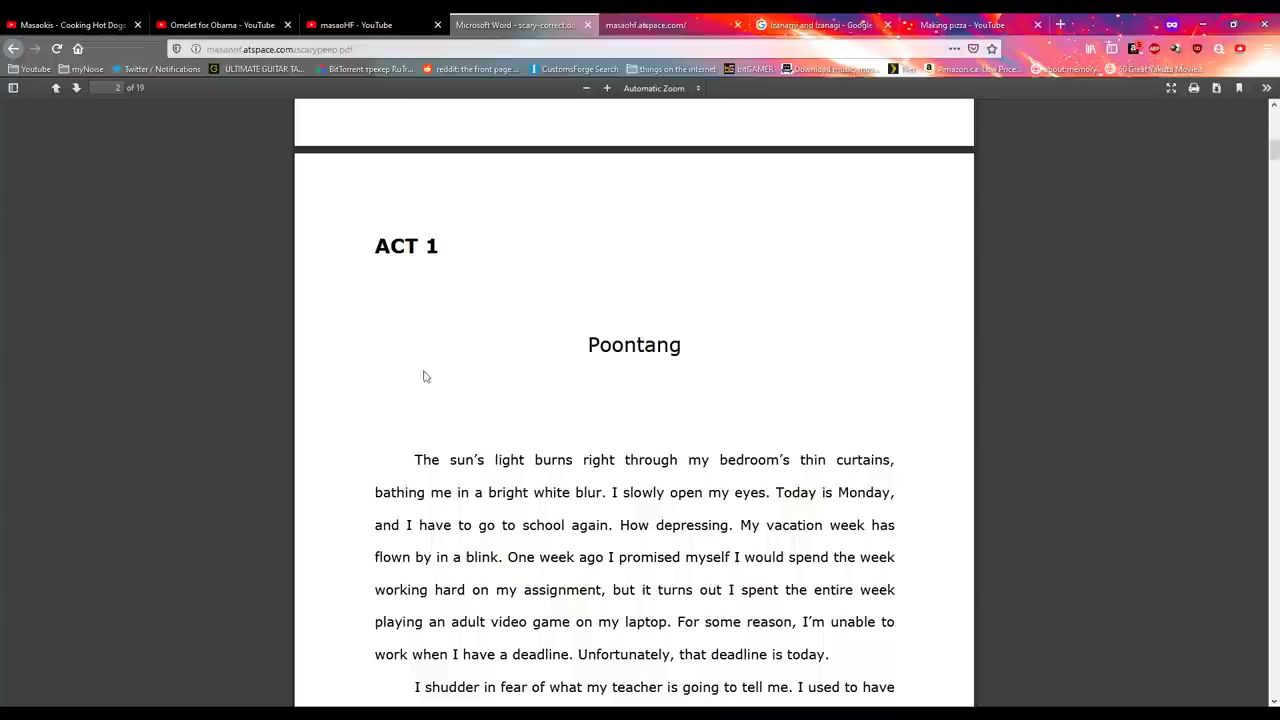 Masaokis - Cooking Hot Dogs
Omelet for Obama - YouTube
masaoHF - YouTube
Microsoft Word - scary-correct.do
masaohf.atspace.com/
Izanami and Izanagi - Google
Making pizza - YouTube
masaohf.atspace.com/scarypeep.pdf
Youtube
myNoise
Twitter / Notifications
ULTIMATE GUITAR TA...
BitTorrent трекер RuTr...
reddit: the front page ...
CustomsForge Search
things on the internet
bitGAMER
Download music, mov...
Amazon.ca: Low Price...
about:memory
50 Great Yakuza Movie...
2 of 19
Automatic Zoom
ACT 1
Poontang
The sun’s light burns right through my bedroom’s thin curtains,
bathing me in a bright white blur. I slowly open my eyes. Today is Monday,
and I have to go to school again. How depressing. My vacation week has
flown by in a blink. One week ago I promised myself I would spend the week
working hard on my assignment, but it turns out I spent the entire week
playing an adult video game on my laptop. For some reason, I’m unable to
work when I have a deadline. Unfortunately, that deadline is today.
I shudder in fear of what my teacher is going to tell me. I used to have